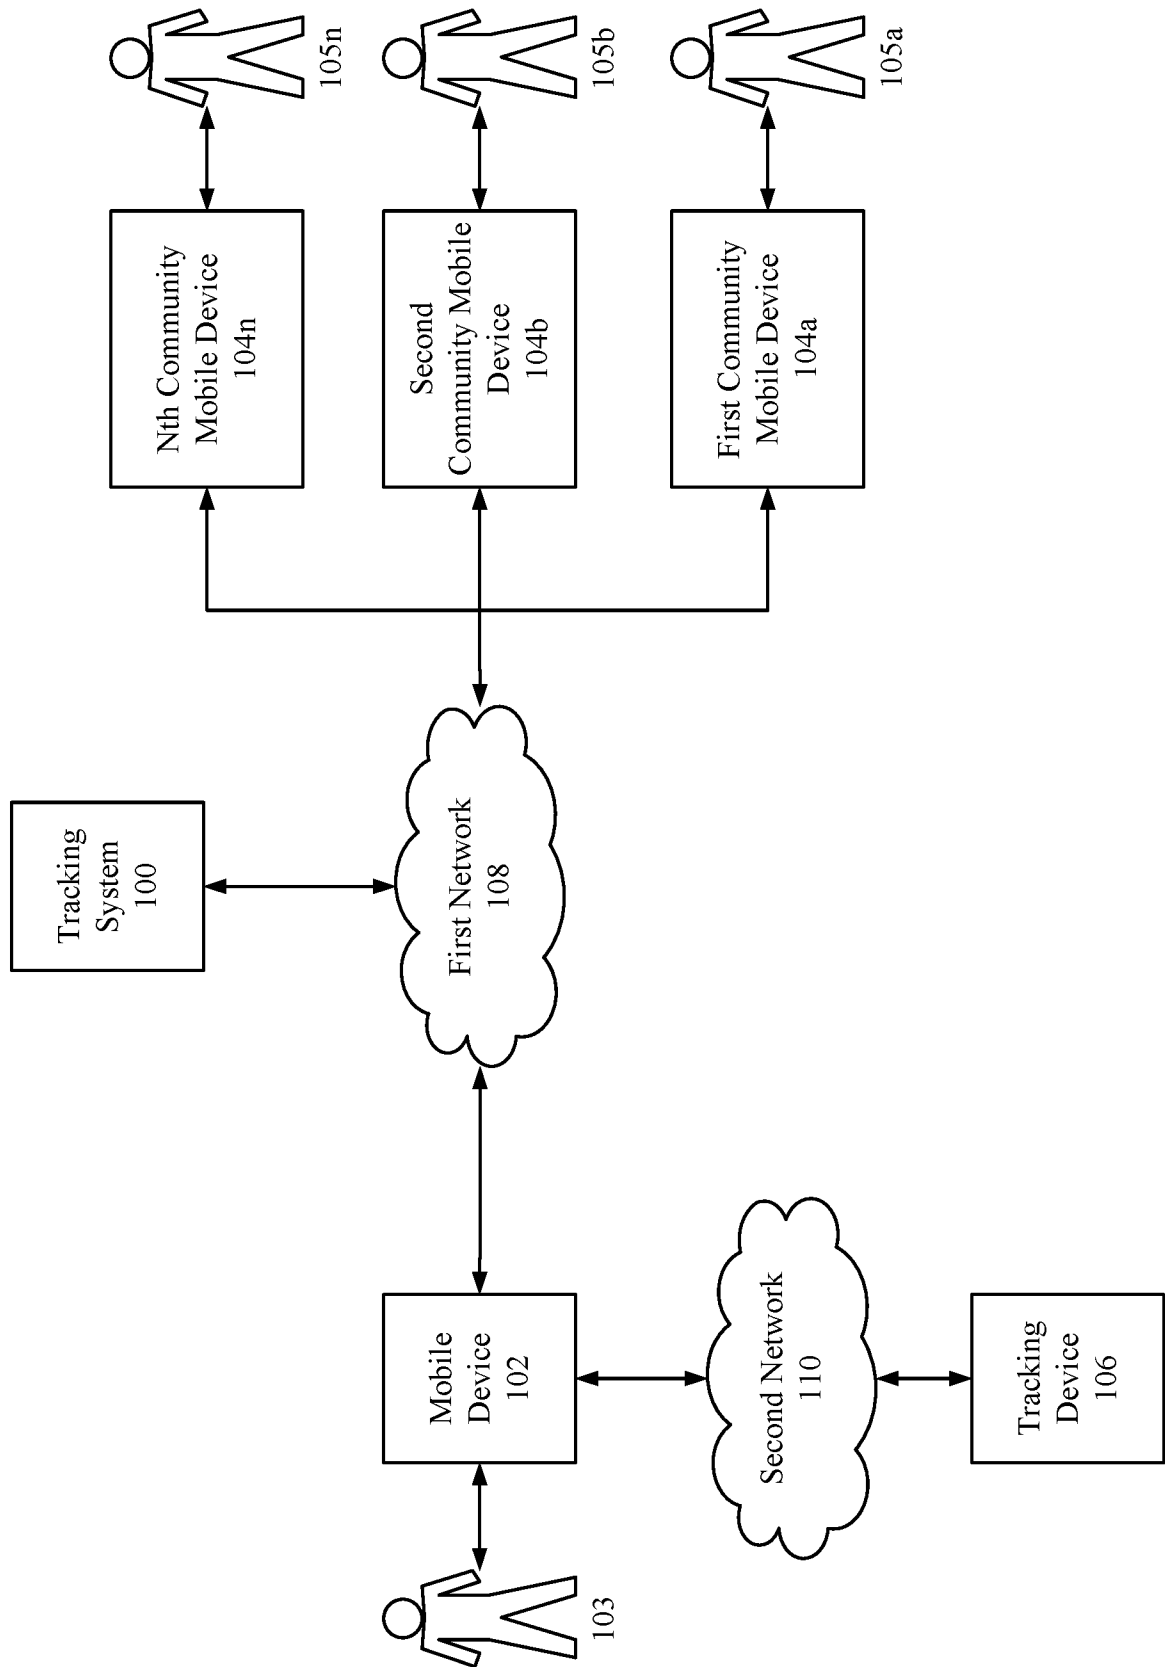 Tracking
System
100
Nth Community
Mobile Device
104n
105n
103
Mobile
Device
102
First Network
108
Second
Community Mobile
Device
104b
105b
Second Network
110
First Community
Mobile Device
104a
105a
Tracking
Device
106